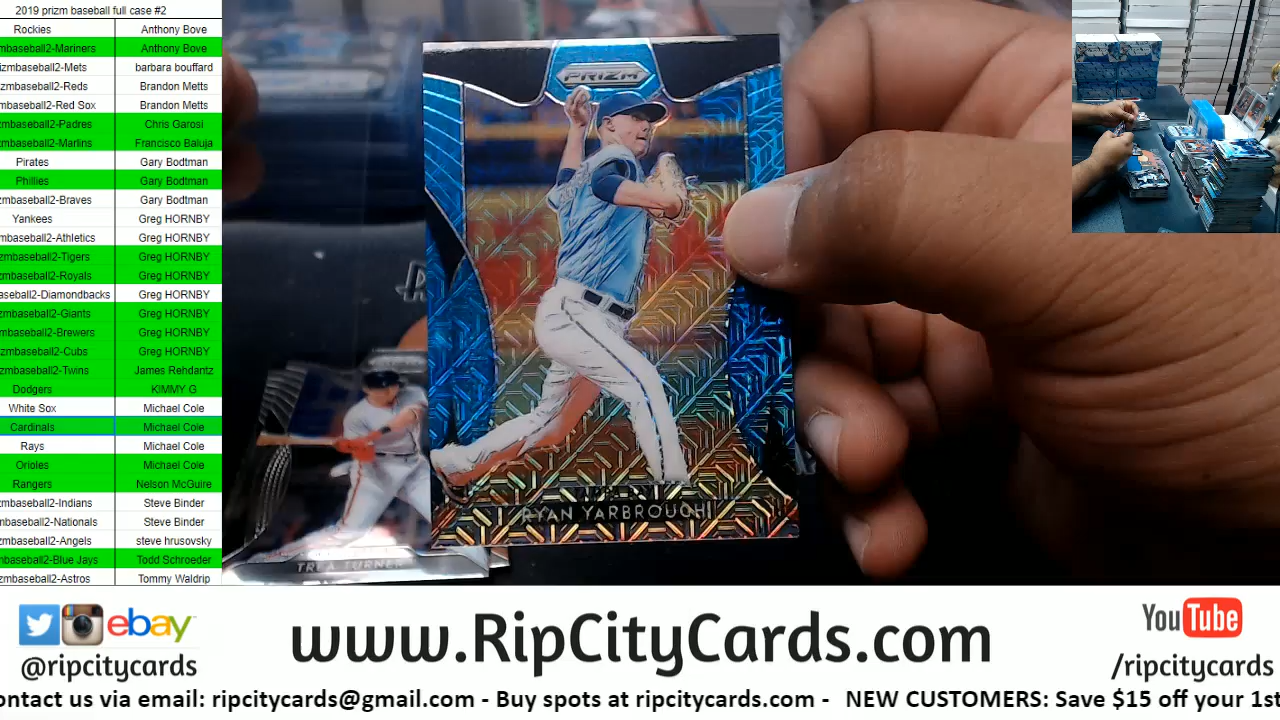 2019 prizm baseball full case #2
Rockies Anthony Bove
mbaseball2-Mariners Anthony Bove
izmbaseball2-Mets barbara bouffard
izmbaseball2-Reds Brandon Metts
mbaseball2-Red Sox Brandon Metts
zmbaseball2-Padres Chris Garosi
zmbaseball2-Marlins Francisco Baluja
Pirates Gary Bodtman
Phillies Gary Bodtman
zmbaseball2-Braves Gary Bodtman
Yankees Greg HORNBY
mbaseball2-Athletics Greg HORNBY
zmbaseball2-Tigers Greg HORNBY
zmbaseball2-Royals Greg HORNBY
aseball2-Diamondbacks Greg HORNBY
zmbaseball2-Giants Greg HORNBY
zmbaseball2-Brewers Greg HORNBY
zmbaseball2-Cubs Greg HORNBY
zmbaseball2-Twins James Rehdantz
Dodgers KIMMY G
White Sox Michael Cole
Cardinals Michael Cole
Rays Michael Cole
Orioles Michael Cole
Rangers Nelson McGuire
zmbaseball2-Indians Steve Binder
mbaseball2-Nationals Steve Binder
zmbaseball2-Angels steve hrusovsky
mbaseball2-Blue Jays Todd Schroeder
zmbaseball2-Astros Tommy Waldrip
PRIZM
RYAN YARBROUGH
TREA TURNER
ebay
@ripcitycards
www.RipCityCards.com
YouTube
/ripcitycards
ontact us via email: ripcitycards@gmail.com - Buy spots at ripcitycards.com - NEW CUSTOMERS: Save $15 off your 1st